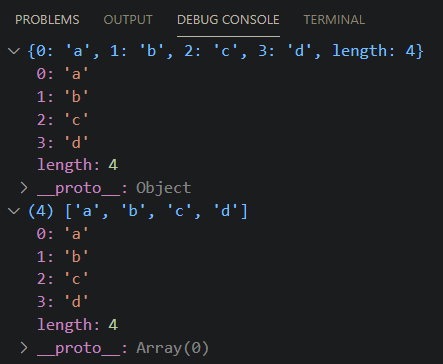 PROBLEMS OUTPUT DEBUG CONSOLE TERMINAL
{0: 'a', 1: 'b', 2: 'c', 3: 'd', length: 4}
0: 'a'
1: 'b'
2: 'c'
3: 'd'
length: 4
__proto__: Object
(4) ['a', 'b', 'c', 'd']
0: 'a'
1: 'b'
2: 'c'
3: 'd'
length: 4
__proto__: Array(0)